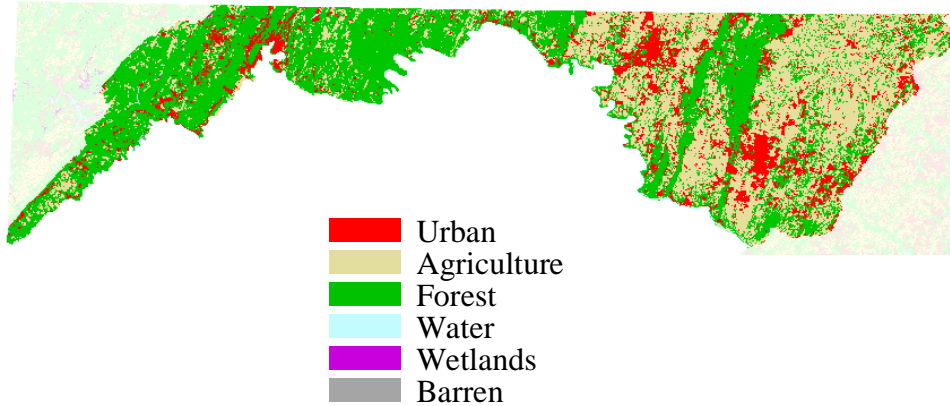 Urban
Agriculture
Forest
Water
Wetlands
Barren